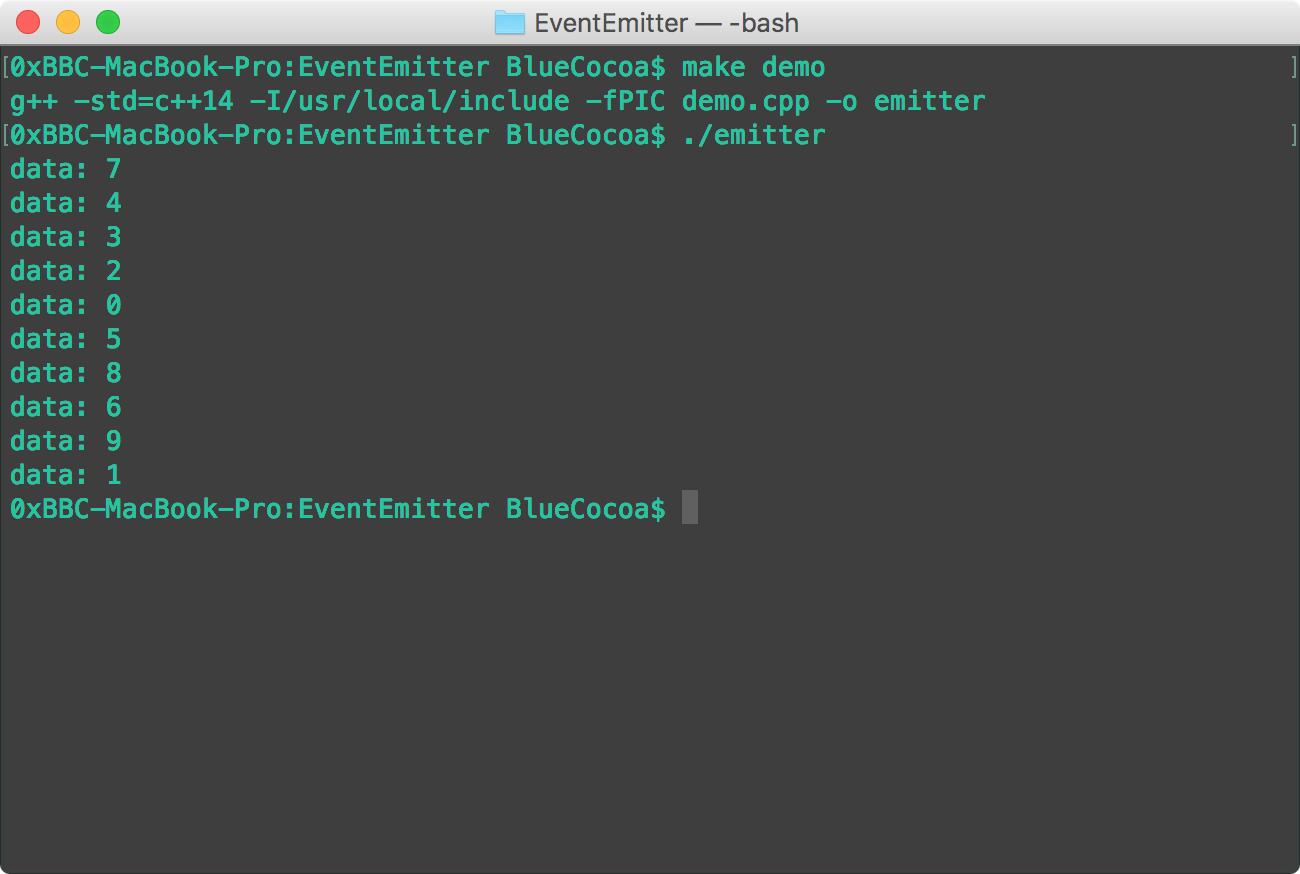 EventEmitter — -bash
[0xBBC-MacBook-Pro:EventEmitter BlueCocoa$ make demo ]
g++ -std=c++14 -I/usr/local/include -fPIC demo.cpp -o emitter
[0xBBC-MacBook-Pro:EventEmitter BlueCocoa$ ./emitter ]
data: 7
data: 4
data: 3
data: 2
data: 0
data: 5
data: 8
data: 6
data: 9
data: 1
0xBBC-MacBook-Pro:EventEmitter BlueCocoa$